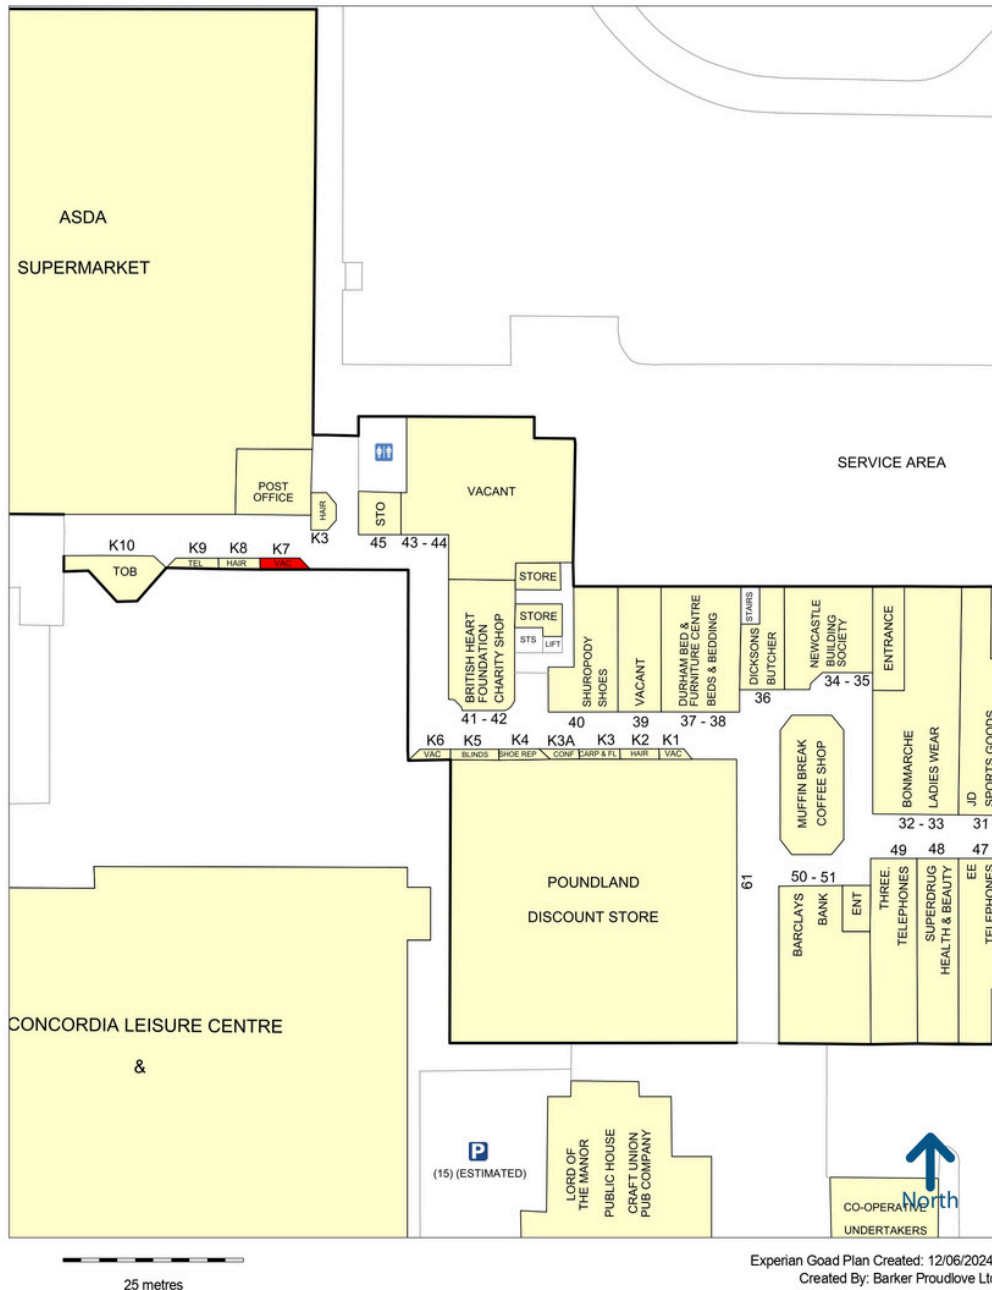 ASDA
SUPERMARKET
SERVICE AREA
POST
OFFICE
HAIR
K3
STO
45
VACANT
43 - 44
K10
TOB
K9
TEL
K8
HAIR
K7
VAC
STORE
STORE
STS
LIFT
BRITISH HEART
FOUNDATION
CHARITY SHOP
41 - 42
SHUROPODY
SHOES
40
VACANT
39
DURHAM BED &
FURNITURE CENTRE
BEDS & BEDDING
37 - 38
STAIRS
DICKSONS
BUTCHER
36
NEWCASTLE
BUILDING
SOCIETY
34 - 35
ENTRANCE
BONMARCHE
LADIES WEAR
32 - 33
JD
SPORTS GOODS
31
K6
VAC
K5
BLINDS
K4
SHOE REP
K3A
CONF
K3
CARP & FL
K2
HAIR
K1
VAC
MUFFIN BREAK
COFFEE SHOP
POUNDLAND
DISCOUNT STORE
61
50 - 51
BARCLAYS
BANK
ENT
49
THREE.
TELEPHONES
48
SUPERDRUG
HEALTH & BEAUTY
47
EE
TELEPHONES
CONCORDIA LEISURE CENTRE
&
P
(15) (ESTIMATED)
LORD OF
THE MANOR
PUBLIC HOUSE
CRAFT UNION
PUB COMPANY
North
CO-OPERATIVE
UNDERTAKERS
25 metres
Experian Goad Plan Created: 12/06/2024
Created By: Barker Proudlove Ltd